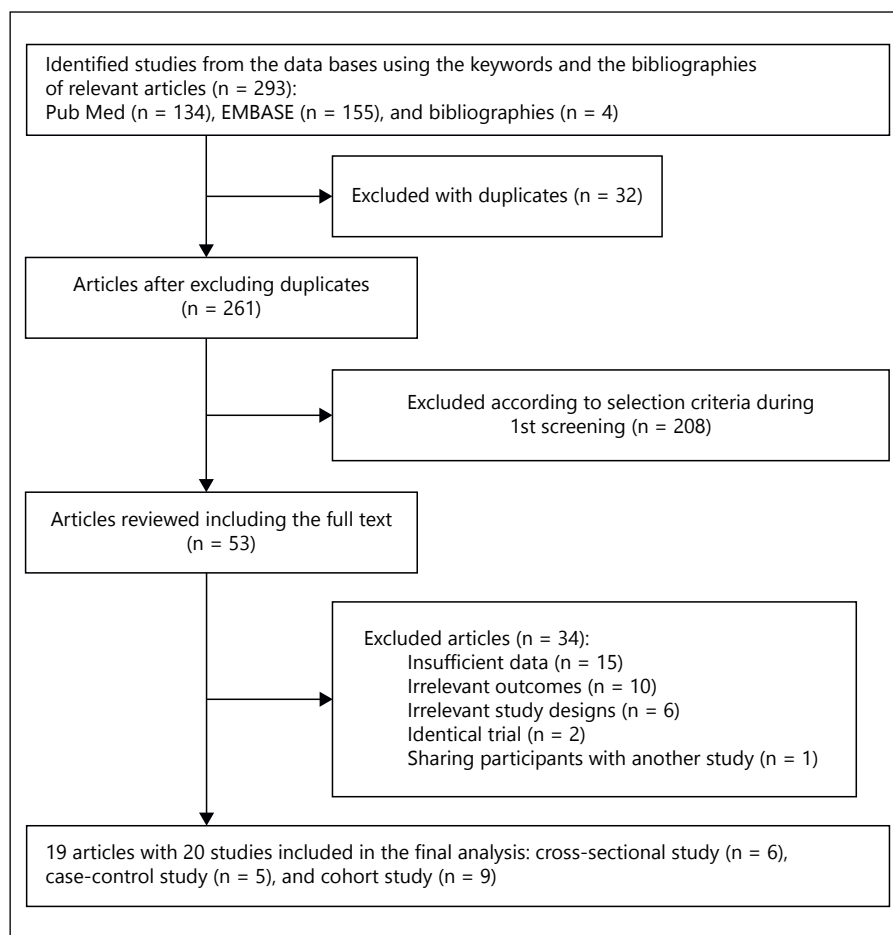 Identified studies from the data bases using the keywords and the bibliographies
of relevant articles (n = 293):
Pub Med (n = 134), EMBASE (n = 155), and bibliographies (n = 4)
Excluded with duplicates (n = 32)
Articles after excluding duplicates
(n = 261)
Excluded according to selection criteria during
1st screening (n = 208)
Articles reviewed including the full text
(n = 53)
Excluded articles (n = 34):
Insufficient data (n = 15)
Irrelevant outcomes (n = 10)
Irrelevant study designs (n = 6)
Identical trial (n = 2)
Sharing participants with another study (n = 1)
19 articles with 20 studies included in the final analysis: cross-sectional study (n = 6),
case-control study (n = 5), and cohort study (n = 9)